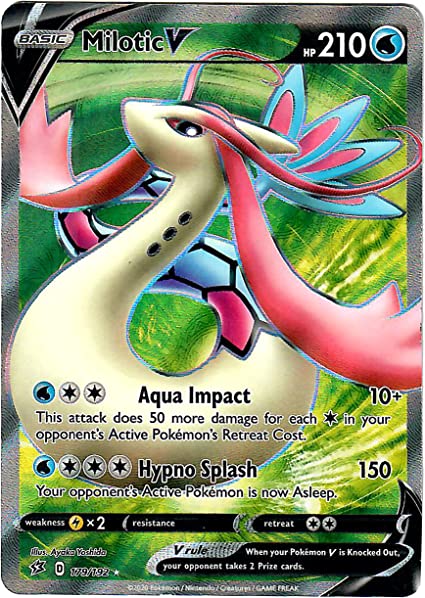 BASIC Milotic V HP 210
Aqua Impact 10+
This attack does 50 more damage for each in your
opponent's Active Pokémon's Retreat Cost.
Hypno Splash 150
Your opponent's Active Pokémon is now Asleep.
weakness ×2 resistance retreat
Illus. Ayaka Yoshida
V rule When your Pokémon V is Knocked Out,
your opponent takes 2 Prize cards.
D 179/192
©2020 Pokémon / Nintendo / Creatures / GAME FREAK